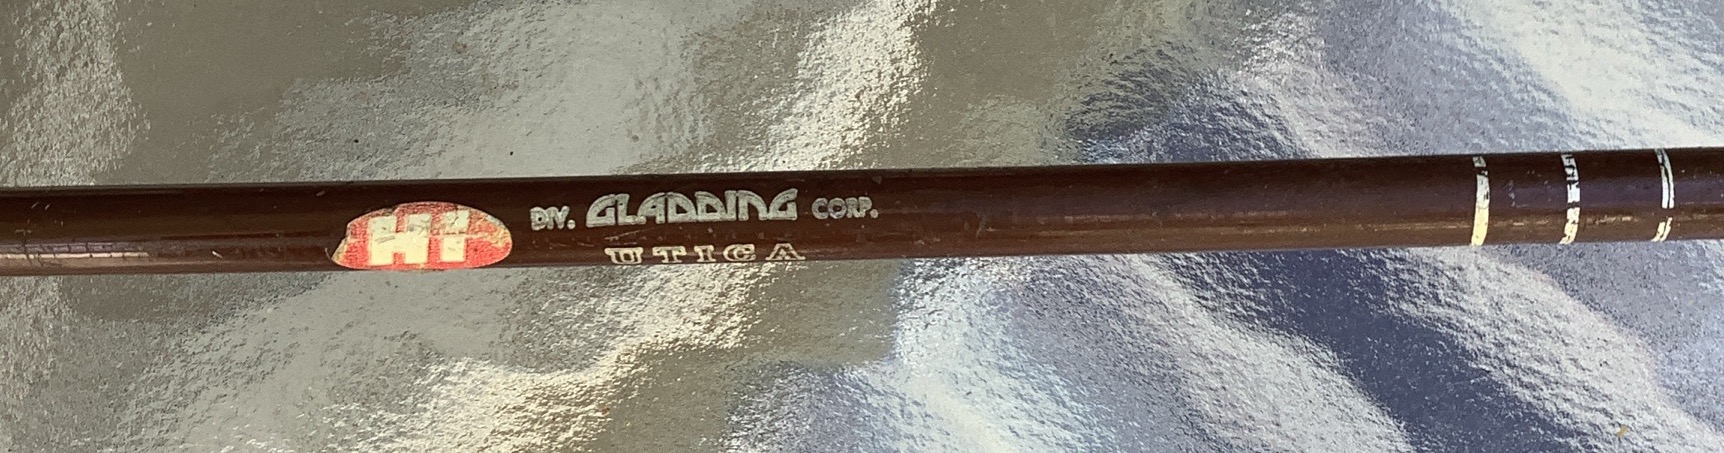 HI DIV. GLADDING CORP.
UTICA